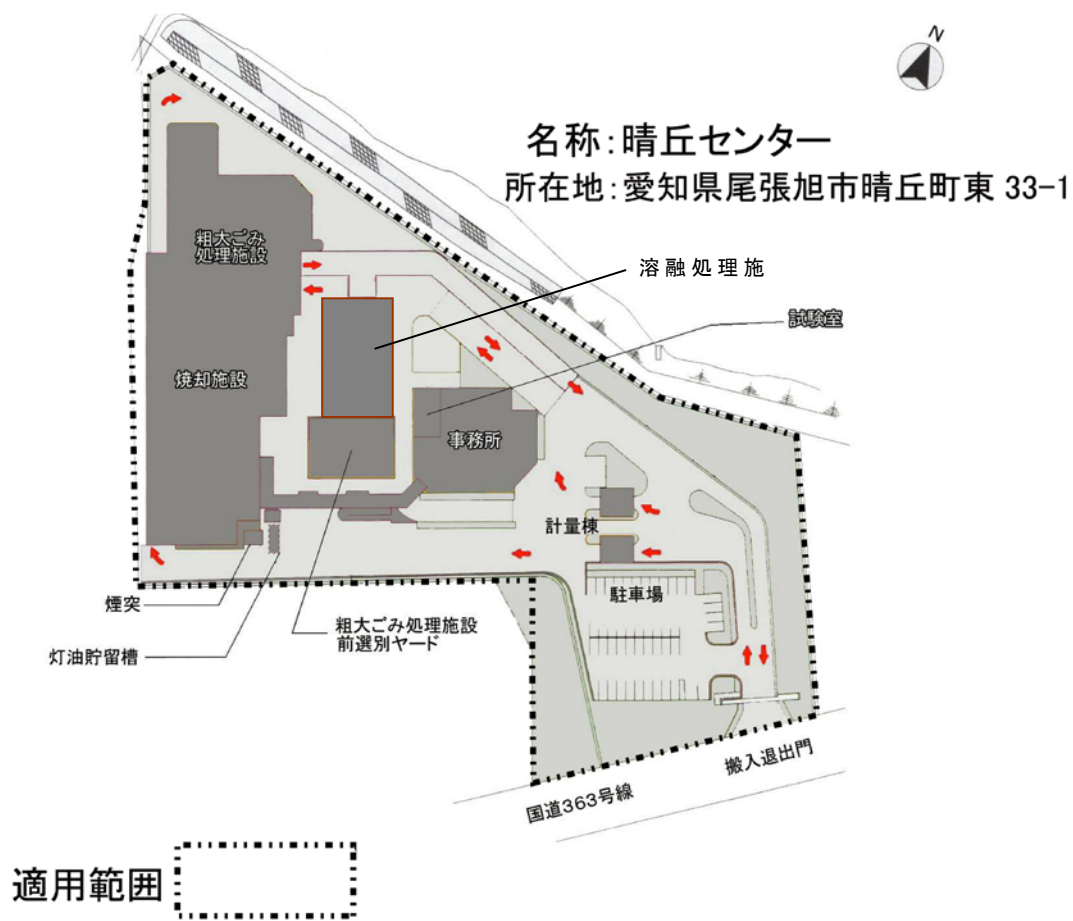 N
名称:晴丘センター
所在地:愛知県尾張旭市晴丘町東 33-1
粗大ごみ
処理施設
溶融処理施
試験室
焼却施設
事務所
計量棟
駐車場
煙突
粗大ごみ処理施設
前選別ヤード
灯油貯留槽
搬入退出門
国道363号線
適用範囲